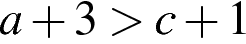 a + 3 > c + 1